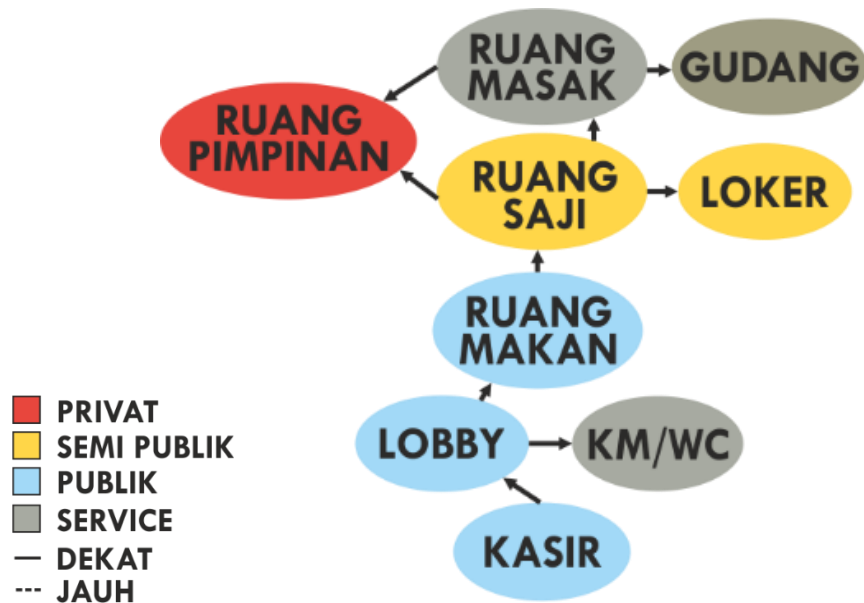 RUANG
MASAK
GUDANG
RUANG
PIMPINAN
RUANG
SAJI
LOKER
RUANG
MAKAN
LOBBY
KM/WC
KASIR
PRIVAT
SEMI PUBLIK
PUBLIK
SERVICE
DEKAT
JAUH